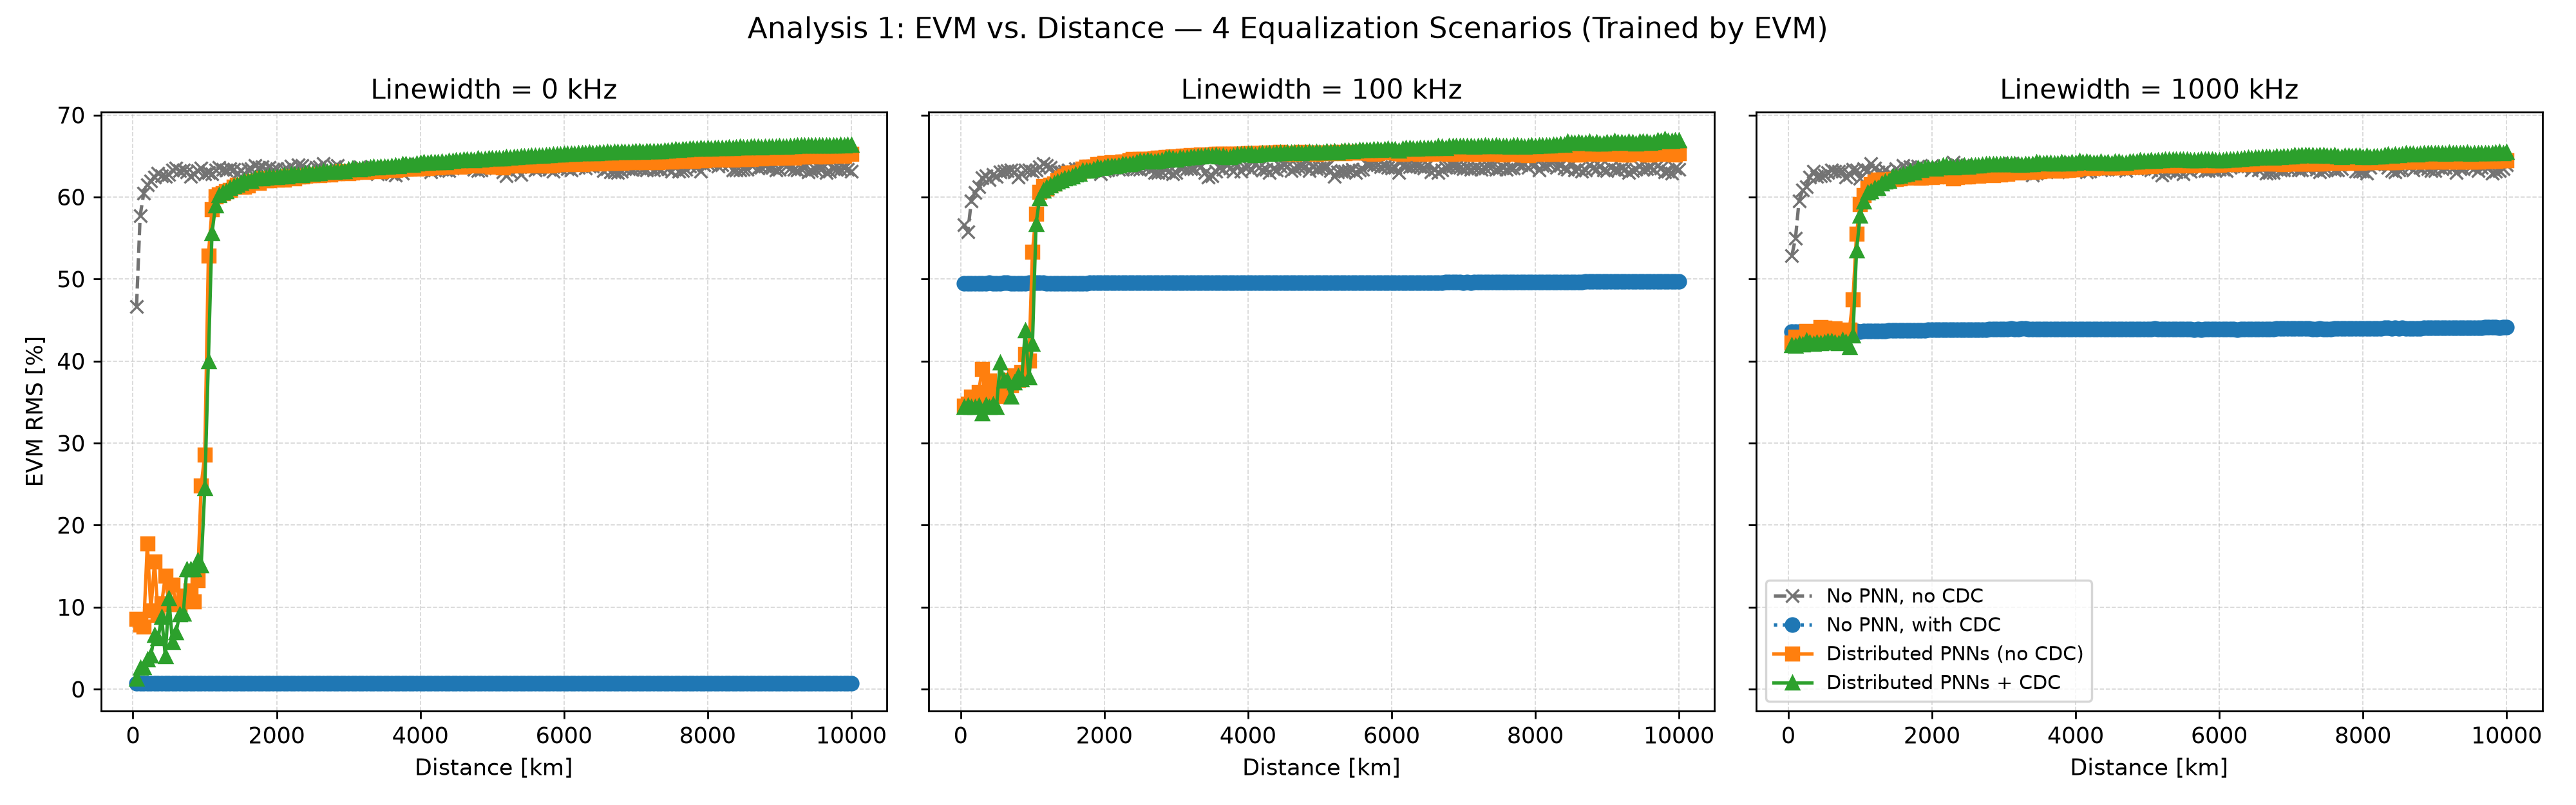 Analysis 1: EVM vs. Distance — 4 Equalization Scenarios (Trained by EVM)
Linewidth = 0 kHz
Linewidth = 100 kHz
Linewidth = 1000 kHz
EVM RMS [%]
70
60
50
40
30
20
10
0
No PNN, no CDC
No PNN, with CDC
Distributed PNNs (no CDC)
Distributed PNNs + CDC
0 2000 4000 6000 8000 10000
0 2000 4000 6000 8000 10000
0 2000 4000 6000 8000 10000
Distance [km]
Distance [km]
Distance [km]